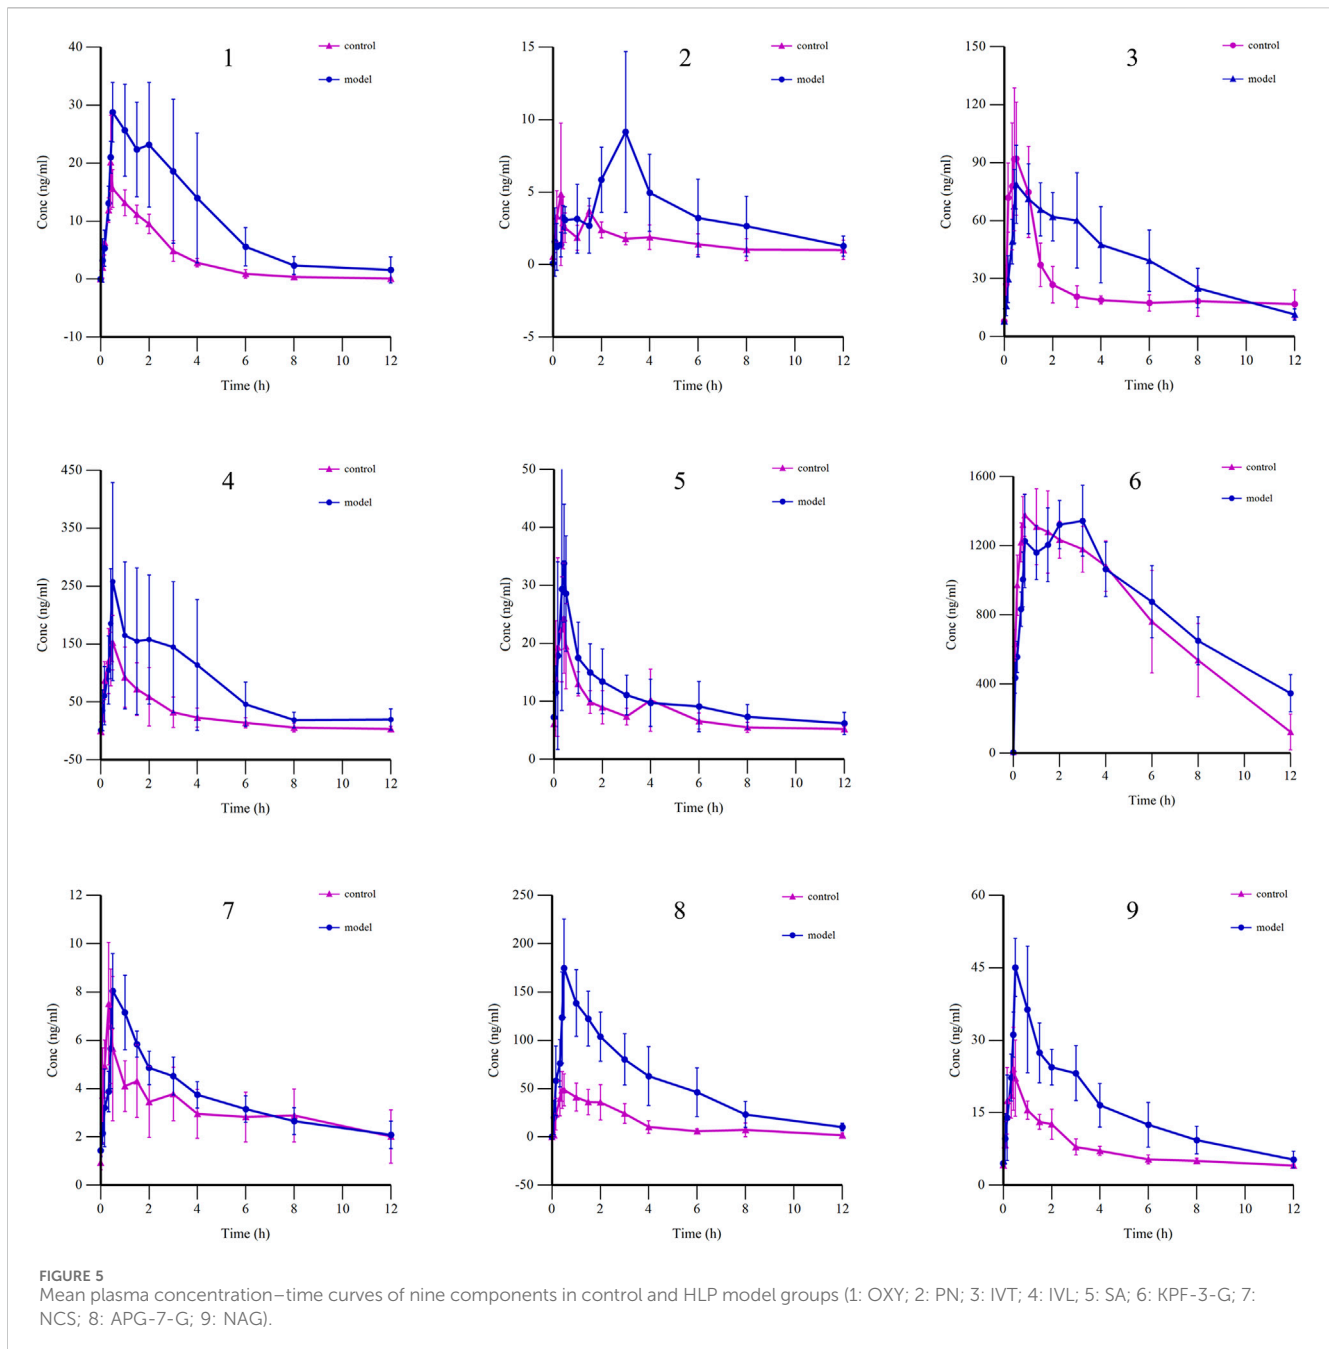 1
control
model
40
30
20
10
0
-10
Conc (ng/ml)
0 2 4 6 8 10 12
Time (h)
2
control
model
15
10
5
0
-5
Conc (ng/ml)
0 2 4 6 8 10 12
Time (h)
3
control
model
150
120
90
60
30
0
Conc (ng/ml)
0 2 4 6 8 10 12
Time (h)
4
control
model
450
350
250
150
50
-50
Conc (ng/ml)
0 2 4 6 8 10 12
Time (h)
5
control
model
50
40
30
20
10
0
Conc (ng/ml)
0 2 4 6 8 10 12
Time (h)
6
control
model
1600
1200
800
400
0
Conc (ng/ml)
0 2 4 6 8 10 12
Time (h)
7
control
model
12
10
8
6
4
2
0
Conc (ng/ml)
0 2 4 6 8 10 12
Time (h)
8
control
model
250
200
150
100
50
0
-50
Conc (ng/ml)
0 2 4 6 8 10 12
Time (h)
9
control
model
60
45
30
15
0
Conc (ng/ml)
0 2 4 6 8 10 12
Time (h)
FIGURE 5
Mean plasma concentration–time curves of nine components in control and HLP model groups (1: OXY; 2: PN; 3: IVT; 4: IVL; 5: SA; 6: KPF-3-G; 7:
NCS; 8: APG-7-G; 9: NAG).